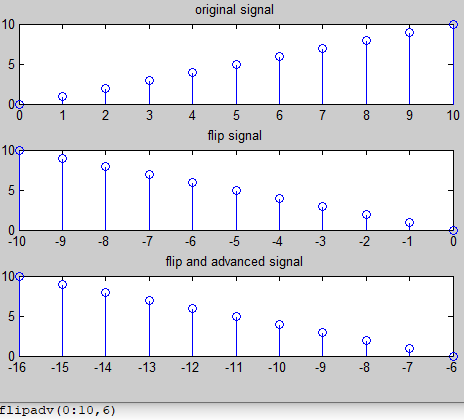 original signal
10
5
0
0 1 2 3 4 5 6 7 8 9 10
flip signal
10
5
0
-10 -9 -8 -7 -6 -5 -4 -3 -2 -1 0
flip and advanced signal
10
5
0
-16 -15 -14 -13 -12 -11 -10 -9 -8 -7 -6
flipadv(0:10,6)